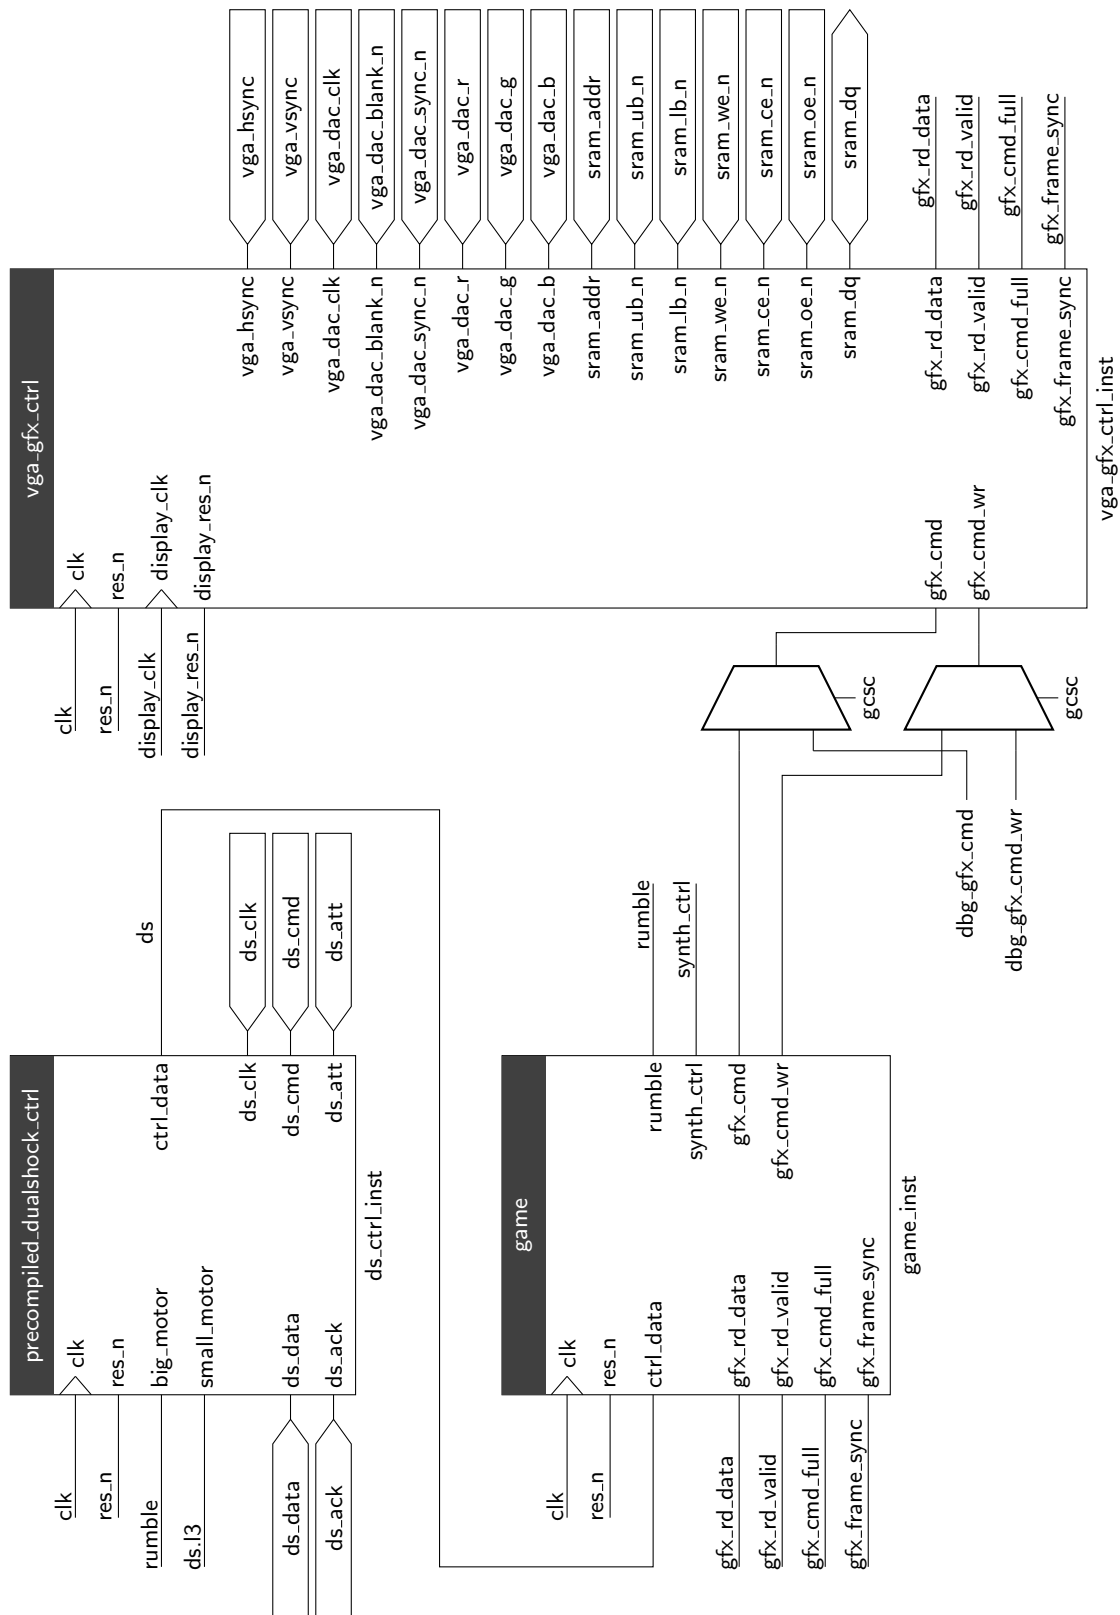 precompiled_dualshock_ctrl
clk
clk
res_n
res_n
rumble
big_motor
ctrl_data
ds
ds.l3
small_motor
ds_clk
ds_clk
ds_data
ds_data
ds_cmd
ds_cmd
ds_ack
ds_ack
ds_att
ds_att
ds_ctrl_inst
game
clk
clk
res_n
res_n
ctrl_data
rumble
rumble
synth_ctrl
synth_ctrl
gfx_rd_data
gfx_rd_data
gfx_cmd
gfx_rd_valid
gfx_rd_valid
gfx_cmd_wr
gfx_cmd_full
gfx_cmd_full
gfx_frame_sync
gfx_frame_sync
game_inst
dbg_gfx_cmd
dbg_gfx_cmd_wr
gcsc
gcsc
vga_gfx_ctrl
clk
clk
res_n
res_n
display_clk
display_clk
display_res_n
display_res_n
vga_hsync
vga_hsync
vga_vsync
vga_vsync
vga_dac_clk
vga_dac_clk
vga_dac_blank_n
vga_dac_blank_n
vga_dac_sync_n
vga_dac_sync_n
vga_dac_r
vga_dac_r
vga_dac_g
vga_dac_g
vga_dac_b
vga_dac_b
sram_addr
sram_addr
sram_ub_n
sram_ub_n
sram_lb_n
sram_lb_n
sram_we_n
sram_we_n
sram_ce_n
sram_ce_n
sram_oe_n
sram_oe_n
sram_dq
sram_dq
gfx_cmd
gfx_rd_data
gfx_rd_data
gfx_cmd_wr
gfx_rd_valid
gfx_rd_valid
gfx_cmd_full
gfx_cmd_full
gfx_frame_sync
gfx_frame_sync
vga_gfx_ctrl_inst